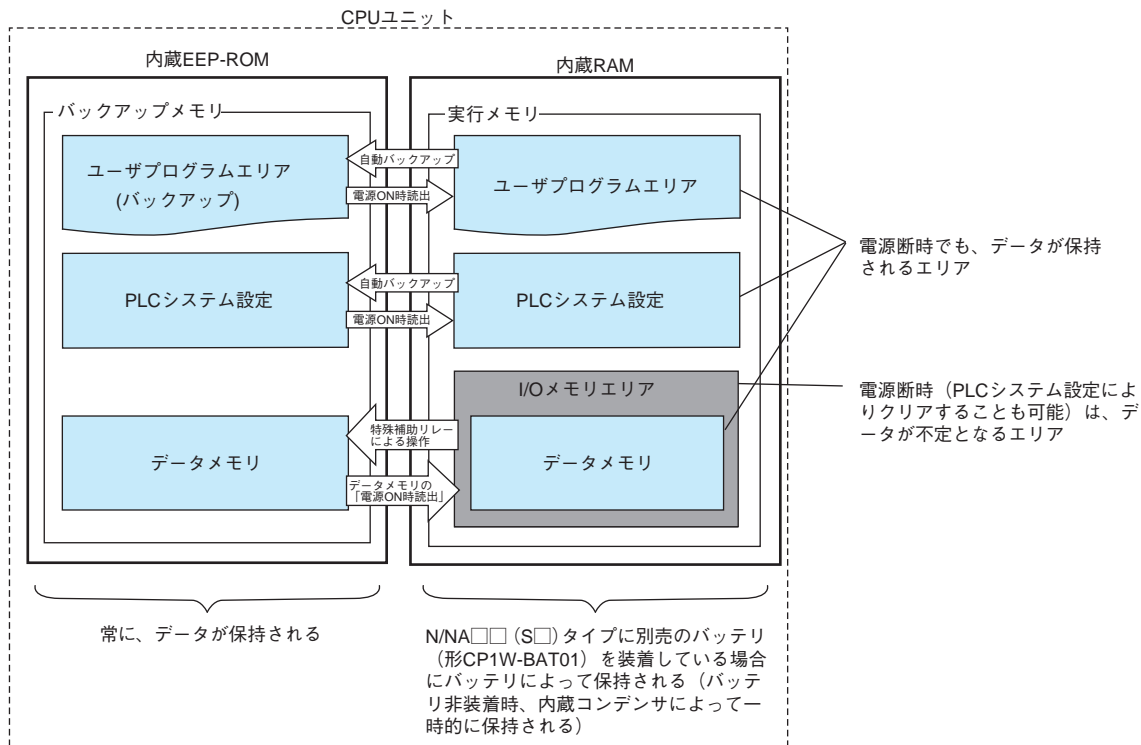 CPUユニット
内蔵EEP-ROM
内蔵RAM
バックアップメモリ
実行メモリ
ユーザプログラムエリア
(バックアップ)
自動バックアップ
電源ON時読出
ユーザプログラムエリア
電源断時でも、データが保持
されるエリア
PLCシステム設定
自動バックアップ
電源ON時読出
PLCシステム設定
I/Oメモリエリア
電源断時（PLCシステム設定によ
りクリアすることも可能）は、デー
タが不定となるエリア
データメモリ
特殊補助リレー
による操作
データメモリの
「電源ON時読出」
データメモリ
常に、データが保持される
N/NA□□（S□）タイプに別売のバッテリ
（形CP1W-BAT01）を装着している場合
にバッテリによって保持される（バッテ
リ非装着時、内蔵コンデンサによって一
時的に保持される）